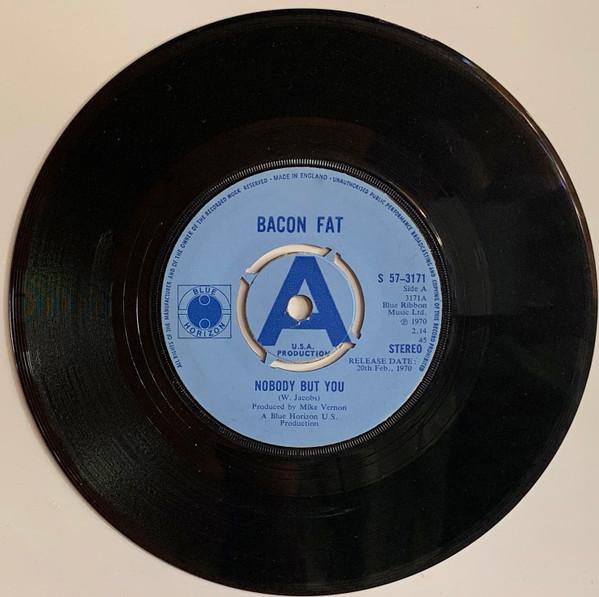 ALL RIGHTS OF THE MANUFACTURER AND OF THE OWNER OF THE RECORDED WORK RESERVED · MADE IN ENGLAND · UNAUTHORISED PUBLIC PERFORMANCE BROADCASTING AND COPYING OF THE RECORD PROHIBITED
BACON FAT
A
U.S.A.
PRODUCTION
S 57-3171
Side A
3171A
Blue Ribbon
Music Ltd.
℗ 1970
2.14
45
STEREO
RELEASE DATE:
20th Feb., 1970
BLUE
HORIZON
NOBODY BUT YOU
(W. Jacobs)
Produced by Mike Vernon
A Blue Horizon U.S.
Production